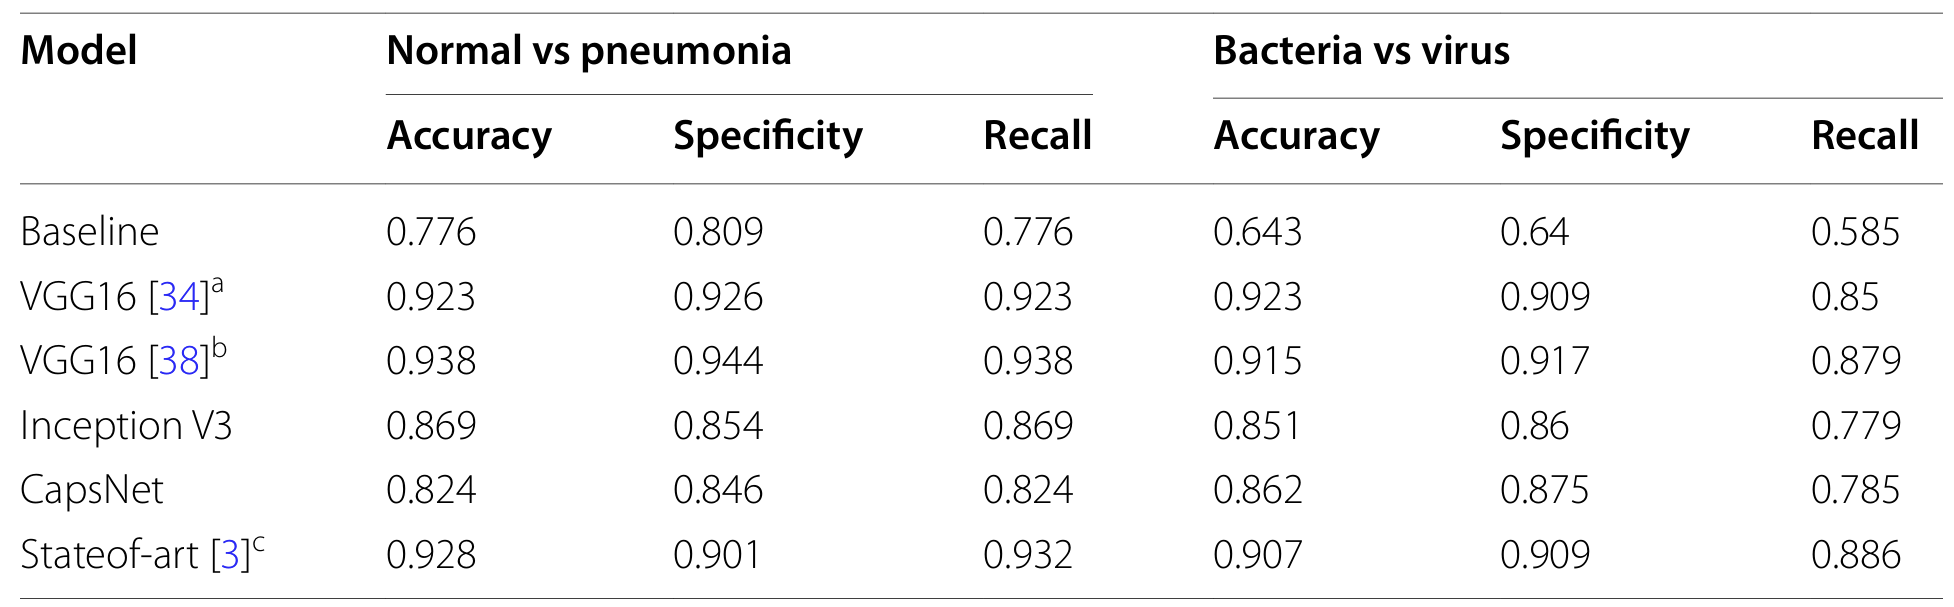 Model Normal vs pneumonia Bacteria vs virus
Accuracy Specificity Recall Accuracy Specificity Recall
Baseline 0.776 0.809 0.776 0.643 0.64 0.585
VGG16 [34]a 0.923 0.926 0.923 0.923 0.909 0.85
VGG16 [38]b 0.938 0.944 0.938 0.915 0.917 0.879
Inception V3 0.869 0.854 0.869 0.851 0.86 0.779
CapsNet 0.824 0.846 0.824 0.862 0.875 0.785
Stateof-art [3]c 0.928 0.901 0.932 0.907 0.909 0.886